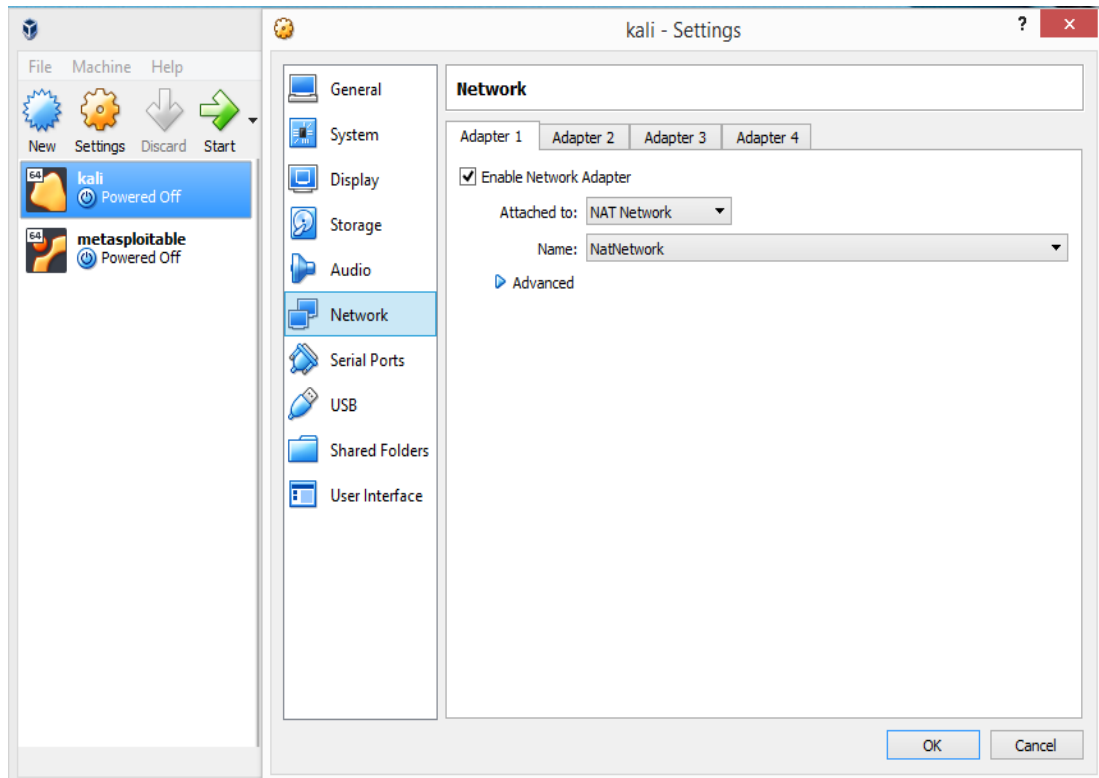 kali - Settings
?
×
File Machine Help
New Settings Discard Start
64
kali
Powered Off
64
metasploitable
Powered Off
General
System
Display
Storage
Audio
Network
Serial Ports
USB
Shared Folders
User Interface
Network
Adapter 1 Adapter 2 Adapter 3 Adapter 4
Enable Network Adapter
Attached to: NAT Network
Name: NatNetwork
Advanced
OK Cancel